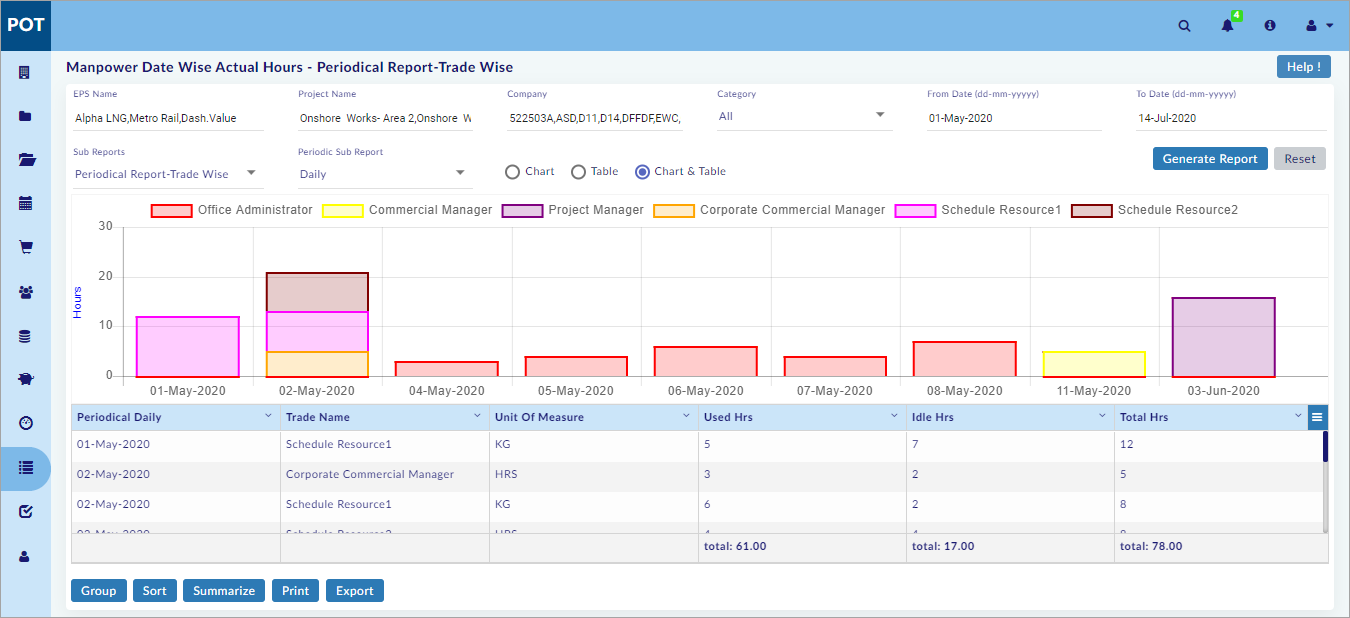 POT
4
Manpower Date Wise Actual Hours - Periodical Report-Trade Wise
Help !
EPS Name
Project Name
Company
Category
From Date (dd-mm-yyyyy)
To Date (dd-mm-yyyyy)
Alpha LNG,Metro Rail,Dash.Value
Onshore Works- Area 2,Onshore W
522503A,ASD,D11,D14,DFFDF,EWC,
All
01-May-2020
14-Jul-2020
Sub Reports
Periodic Sub Report
Periodical Report-Trade Wise
Daily
Chart
Table
Chart & Table
Generate Report
Reset
Office Administrator
Commercial Manager
Project Manager
Corporate Commercial Manager
Schedule Resource1
Schedule Resource2
30
20
10
0
Hours
01-May-2020
02-May-2020
04-May-2020
05-May-2020
06-May-2020
07-May-2020
08-May-2020
11-May-2020
03-Jun-2020
Periodical Daily
Trade Name
Unit Of Measure
Used Hrs
Idle Hrs
Total Hrs
01-May-2020
Schedule Resource1
KG
5
7
12
02-May-2020
Corporate Commercial Manager
HRS
3
2
5
02-May-2020
Schedule Resource1
KG
6
2
8
02-May-2020
Schedule Resource2
HRS
total: 61.00
total: 17.00
total: 78.00
Group
Sort
Summarize
Print
Export